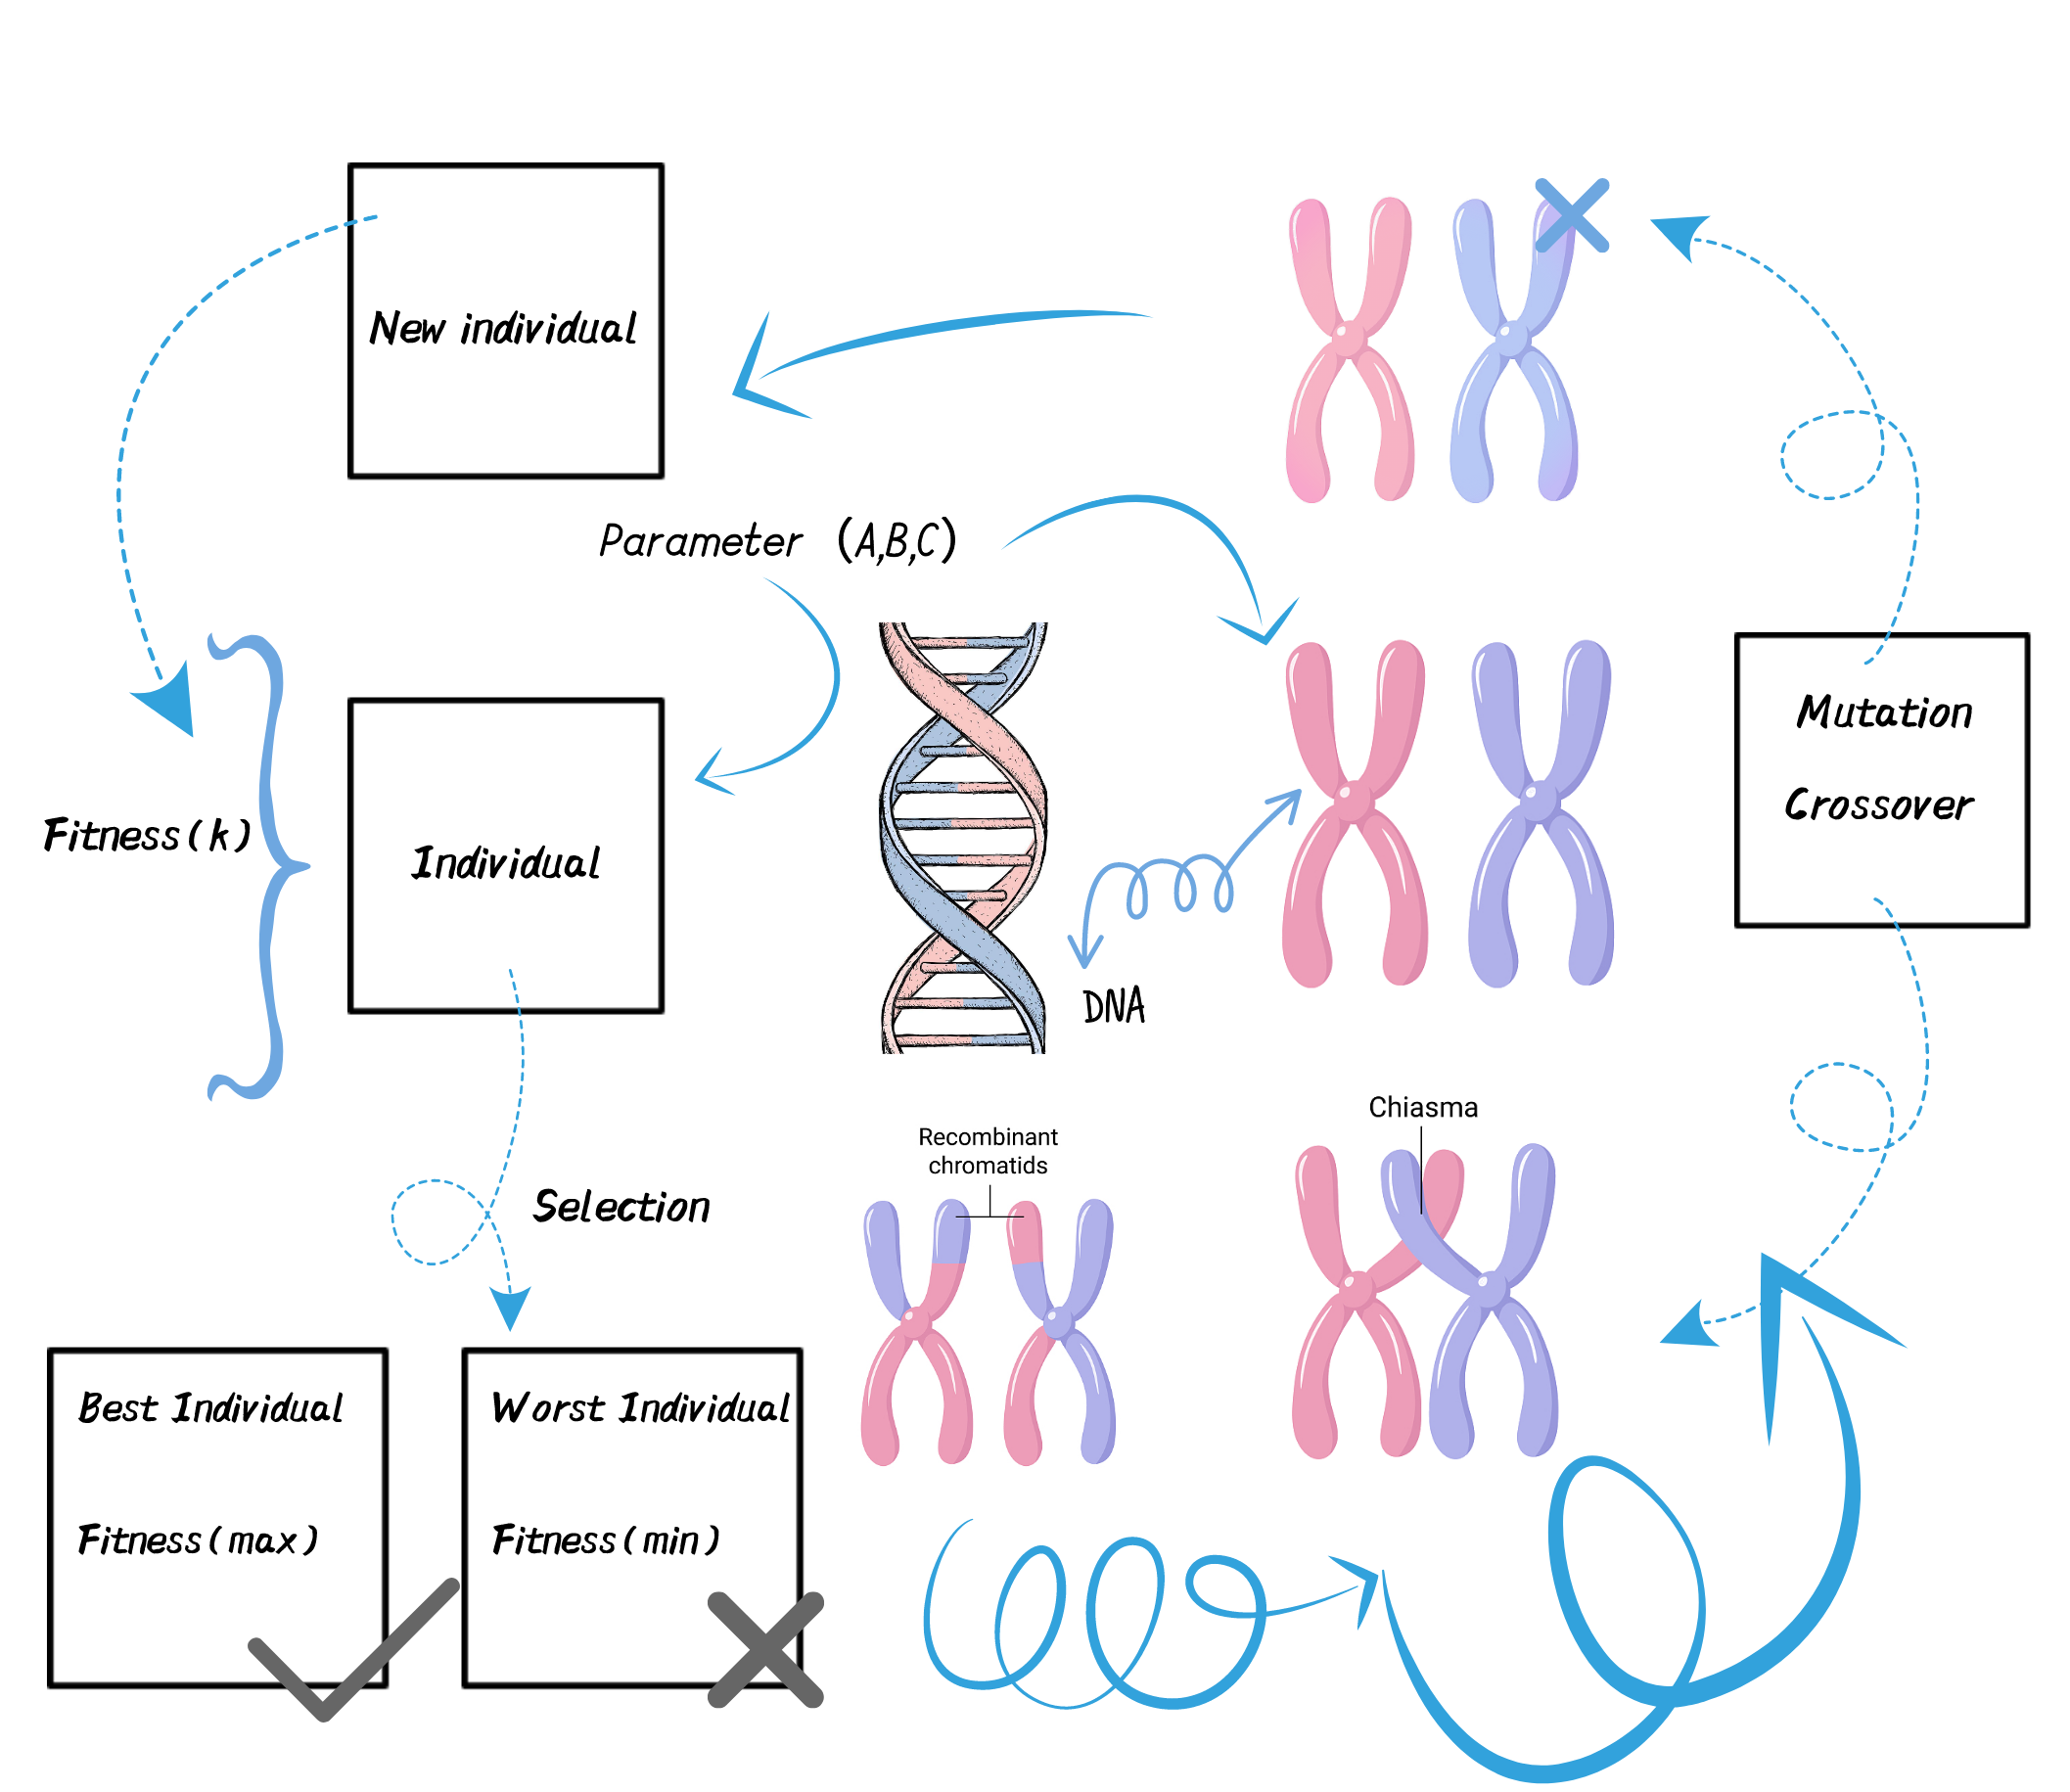 New individual
Parameter (A,B,C)
Fitness(k)
Individual
Mutation
Crossover
DNA
Chiasma
Recombinant
chromatids
Selection
Best Individual
Fitness(max)
Worst Individual
Fitness(min)